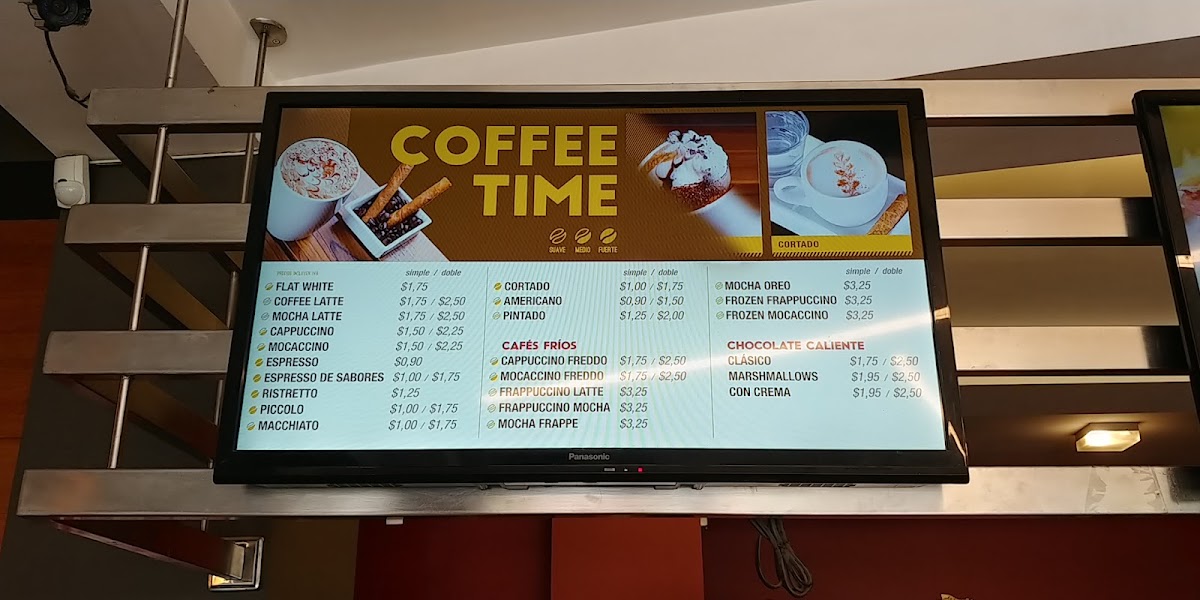 COFFEE
TIME
SUAVE MEDIO FUERTE
CORTADO
simple / doble
FLAT WHITE $1,75
COFFEE LATTE $1,75 / $2,50
MOCHA LATTE $1,75 / $2,50
CAPPUCCINO $1,50 / $2,25
MOCACCINO $1,50 / $2,25
ESPRESSO $0,90
ESPRESSO DE SABORES $1,00 / $1,75
RISTRETTO $1,25
PICCOLO $1,00 / $1,75
MACCHIATO $1,00 / $1,75
simple / doble
CORTADO $1,00 / $1,75
AMERICANO $0,90 / $1,50
PINTADO $1,25 / $2,00
CAFÉS FRÍOS
CAPPUCCINO FREDDO $1,75 / $2,50
MOCACCINO FREDDO $1,75 / $2,50
FRAPPUCCINO LATTE $3,25
FRAPPUCCINO MOCHA $3,25
MOCHA FRAPPE $3,25
simple / doble
MOCHA OREO $3,25
FROZEN FRAPPUCCINO $3,25
FROZEN MOCACCINO $3,25
CHOCOLATE CALIENTE
CLÁSICO $1,75 / $2,50
MARSHMALLOWS $1,95 / $2,50
CON CREMA $1,95 / $2,50
Panasonic